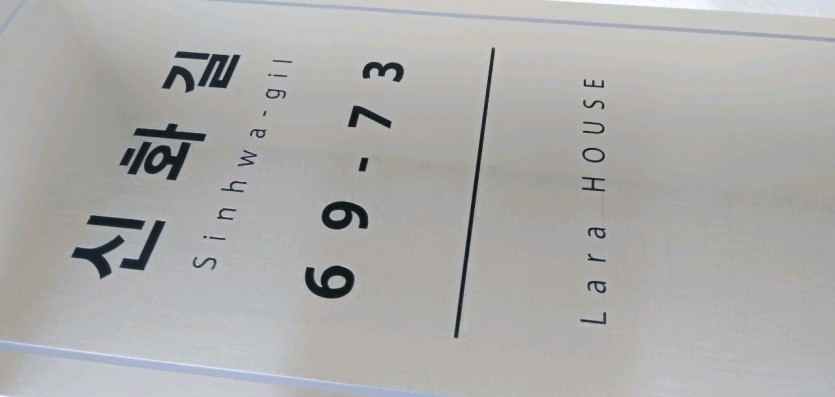 신화길
Sinhwa-gil
69-73
Lara HOUSE